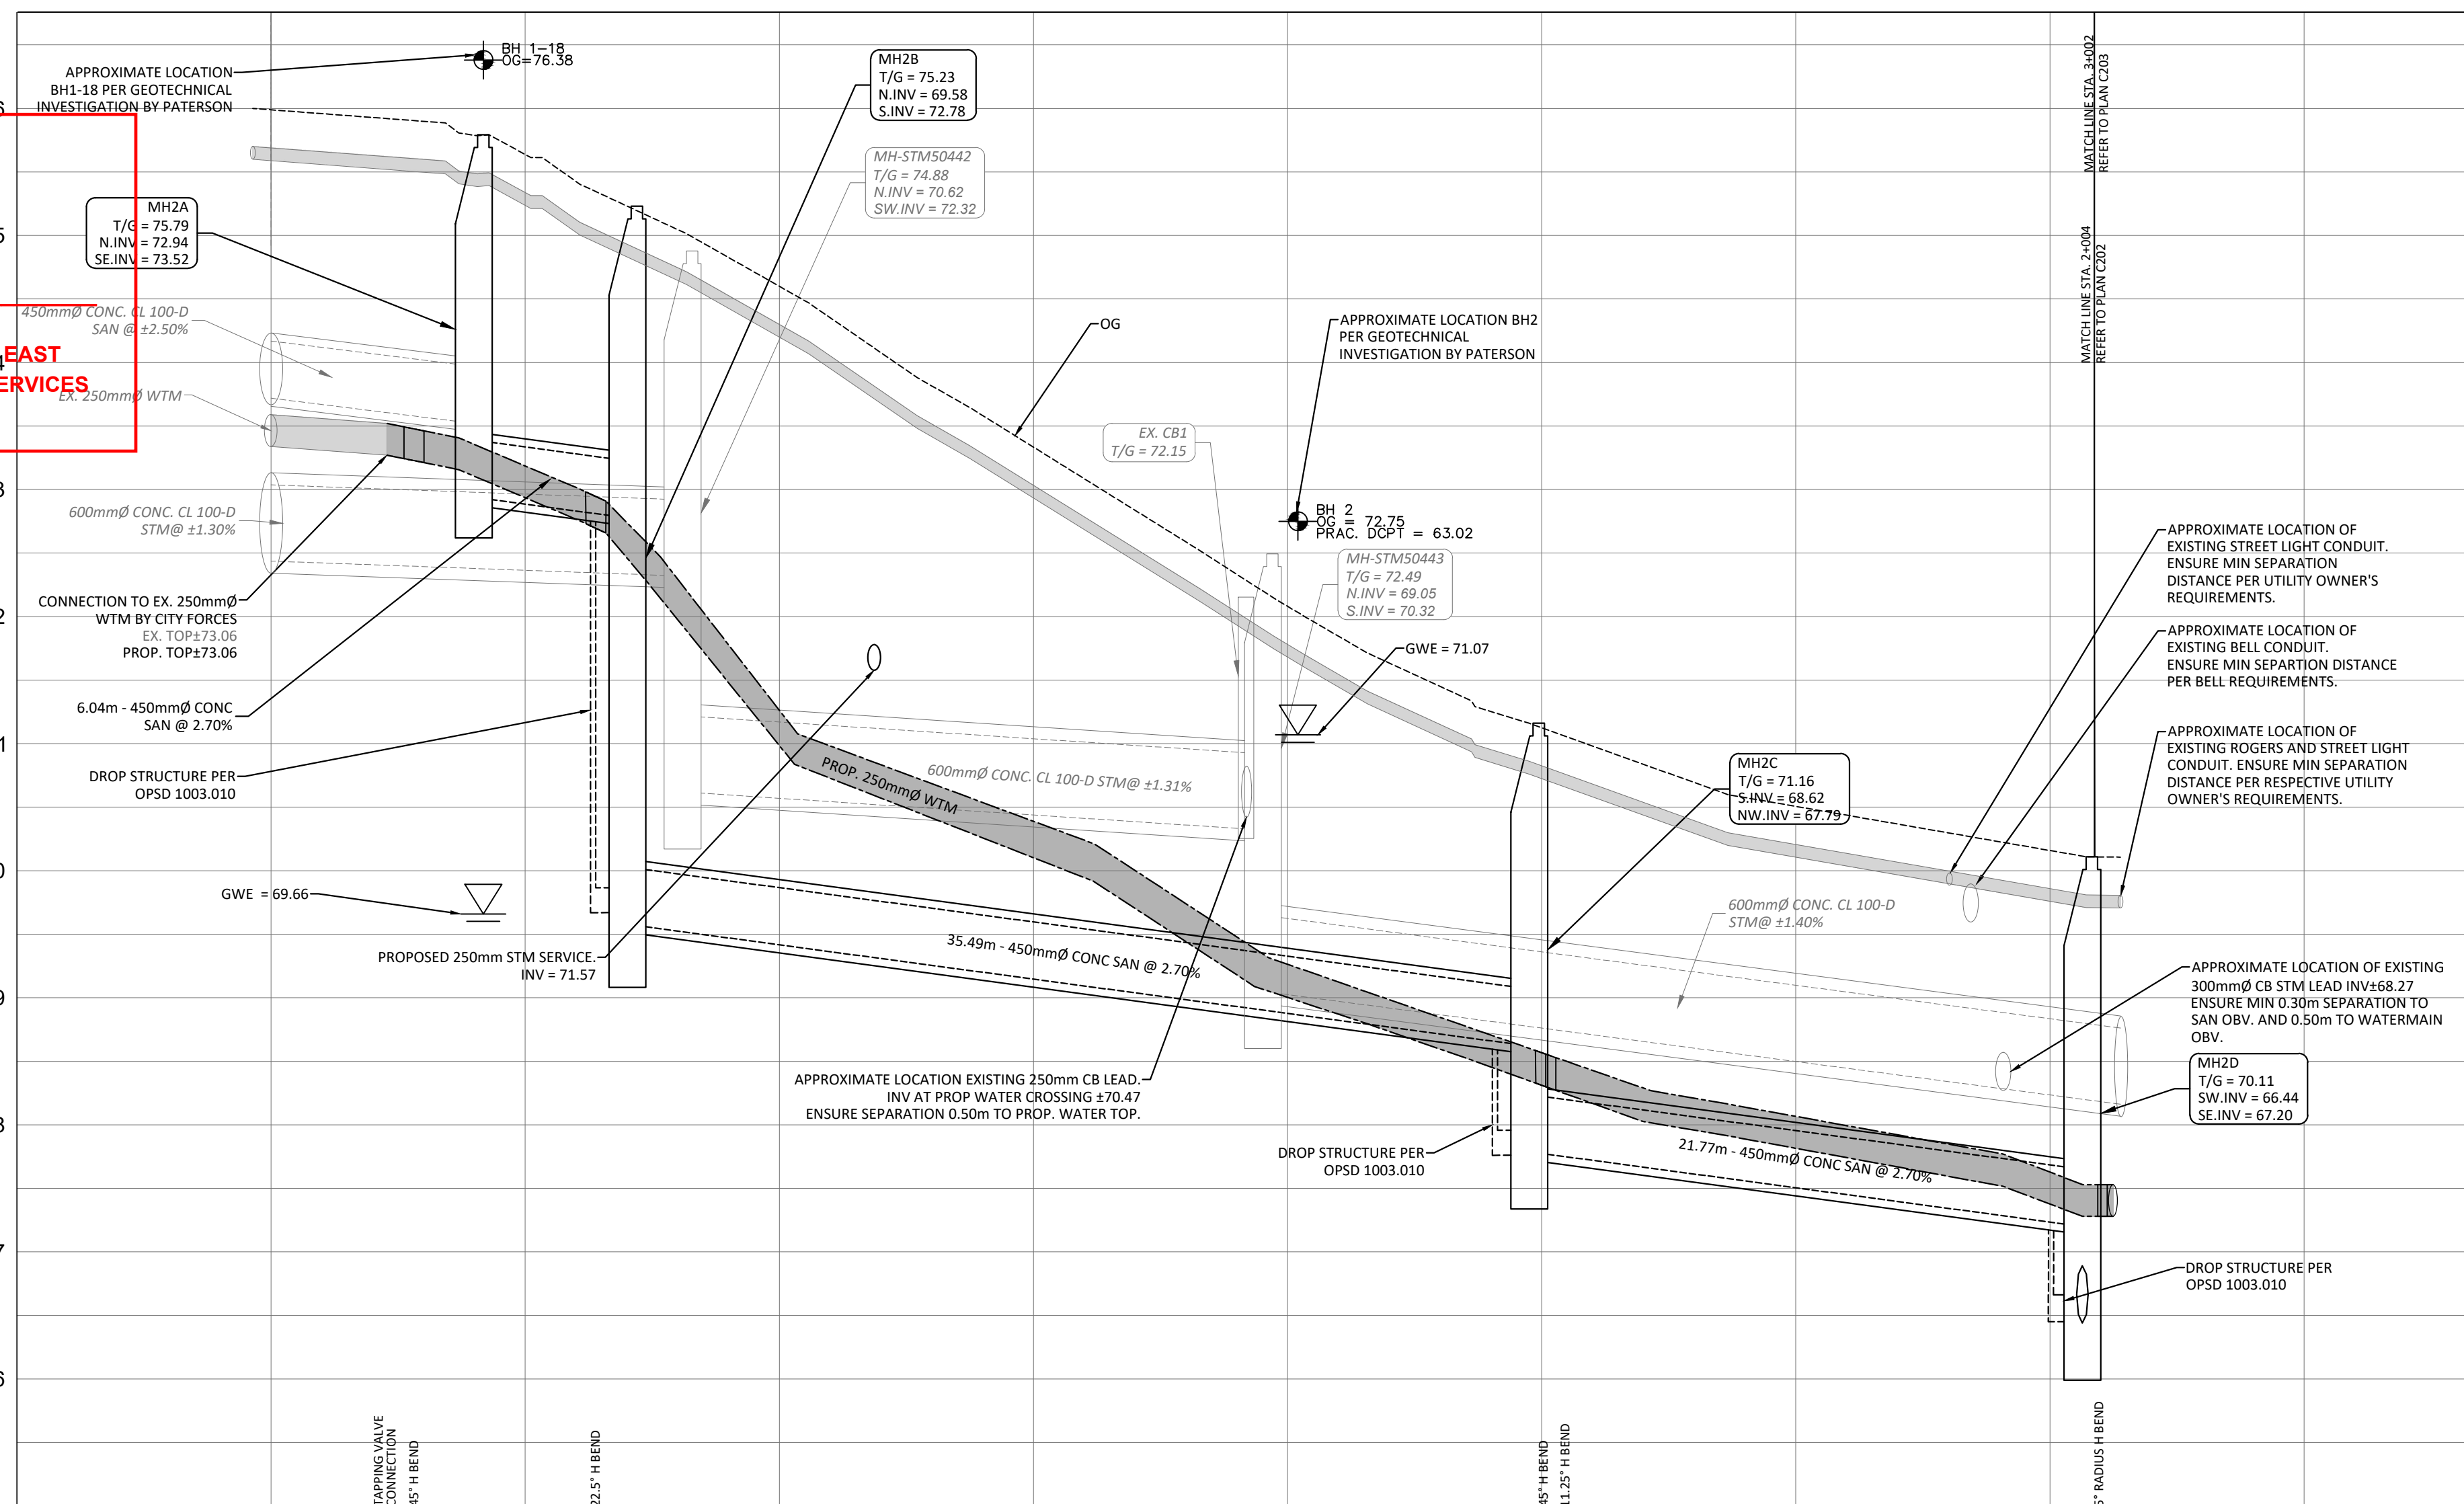 BH 1-18
OG=76.38
APPROXIMATE LOCATION
BH1-18 PER GEOTECHNICAL
INVESTIGATION BY PATERSON
MH2B
T/G = 75.23
N.INV = 69.58
S.INV = 72.78
MH-STM50442
T/G = 74.88
N.INV = 70.62
SW.INV = 72.32
MH2A
T/G = 75.79
N.INV = 72.94
SE.INV = 73.52
450mmØ CONC. CL 100-D
SAN @ ±2.50%
EAST
ERVICES
EX. 250mmØ WTM
600mmØ CONC. CL 100-D
STM@ ±1.30%
CONNECTION TO EX. 250mmØ
WTM BY CITY FORCES
EX. TOP±73.06
PROP. TOP±73.06
6.04m - 450mmØ CONC
SAN @ 2.70%
DROP STRUCTURE PER
OPSD 1003.010
GWE = 69.66
PROPOSED 250mm STM SERVICE.
INV = 71.57
OG
APPROXIMATE LOCATION BH2
PER GEOTECHNICAL
INVESTIGATION BY PATERSON
EX. CB1
T/G = 72.15
BH 2
OG = 72.75
PRAC. DCPT = 63.02
MH-STM50443
T/G = 72.49
N.INV = 69.05
S.INV = 70.32
GWE = 71.07
PROP. 250mmØ WTM
600mmØ CONC. CL 100-D STM@ ±1.31%
35.49m - 450mmØ CONC SAN @ 2.70%
APPROXIMATE LOCATION EXISTING 250mm CB LEAD.
INV AT PROP WATER CROSSING ±70.47
ENSURE SEPARATION 0.50m TO PROP. WATER TOP.
MH2C
T/G = 71.16
S.INV = 68.62
NW.INV = 67.79
600mmØ CONC. CL 100-D
STM@ ±1.40%
DROP STRUCTURE PER
OPSD 1003.010
21.77m - 450mmØ CONC SAN @ 2.70%
MATCH LINE STA. 3+002
REFER TO PLAN C203
MATCH LINE STA. 2+004
REFER TO PLAN C202
APPROXIMATE LOCATION OF
EXISTING STREET LIGHT CONDUIT.
ENSURE MIN SEPARATION
DISTANCE PER UTILITY OWNER'S
REQUIREMENTS.
APPROXIMATE LOCATION OF
EXISTING BELL CONDUIT.
ENSURE MIN SEPARTION DISTANCE
PER BELL REQUIREMENTS.
APPROXIMATE LOCATION OF
EXISTING ROGERS AND STREET LIGHT
CONDUIT. ENSURE MIN SEPARATION
DISTANCE PER RESPECTIVE UTILITY
OWNER'S REQUIREMENTS.
APPROXIMATE LOCATION OF EXISTING
300mmØ CB STM LEAD INV±68.27
ENSURE MIN 0.30m SEPARATION TO
SAN OBV. AND 0.50m TO WATERMAIN
OBV.
MH2D
T/G = 70.11
SW.INV = 66.44
SE.INV = 67.20
DROP STRUCTURE PER
OPSD 1003.010
TAPPING VALVE
CONNECTION
45° H BEND
22.5° H BEND
45° H BEND
11.25° H BEND
5° RADIUS H BEND